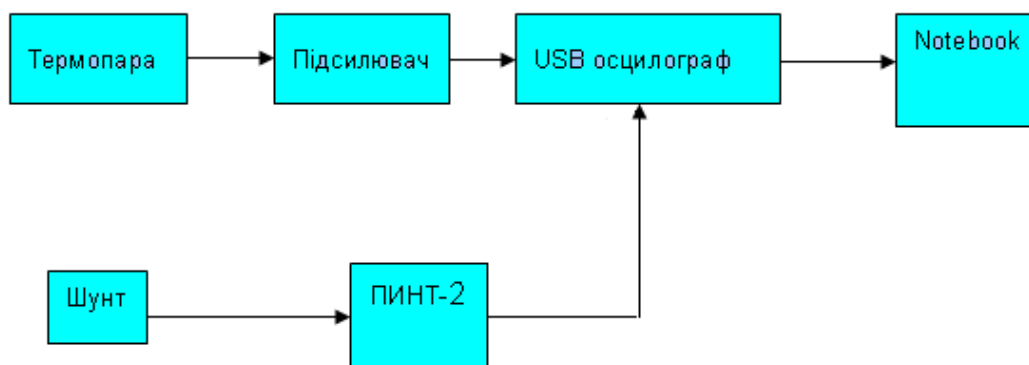 Термопара
Підсилювач
USB осцилограф
Notebook
Шунт
ПИНТ-2